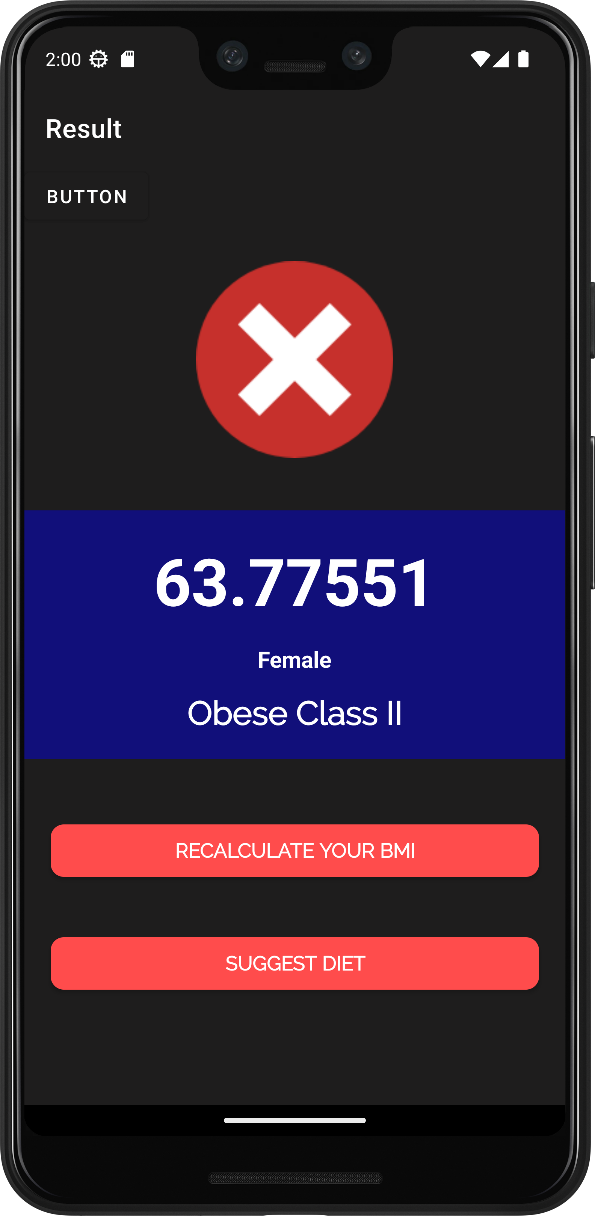 2:00
Result
BUTTON
63.77551
Female
Obese Class II
RECALCULATE YOUR BMI
SUGGEST DIET